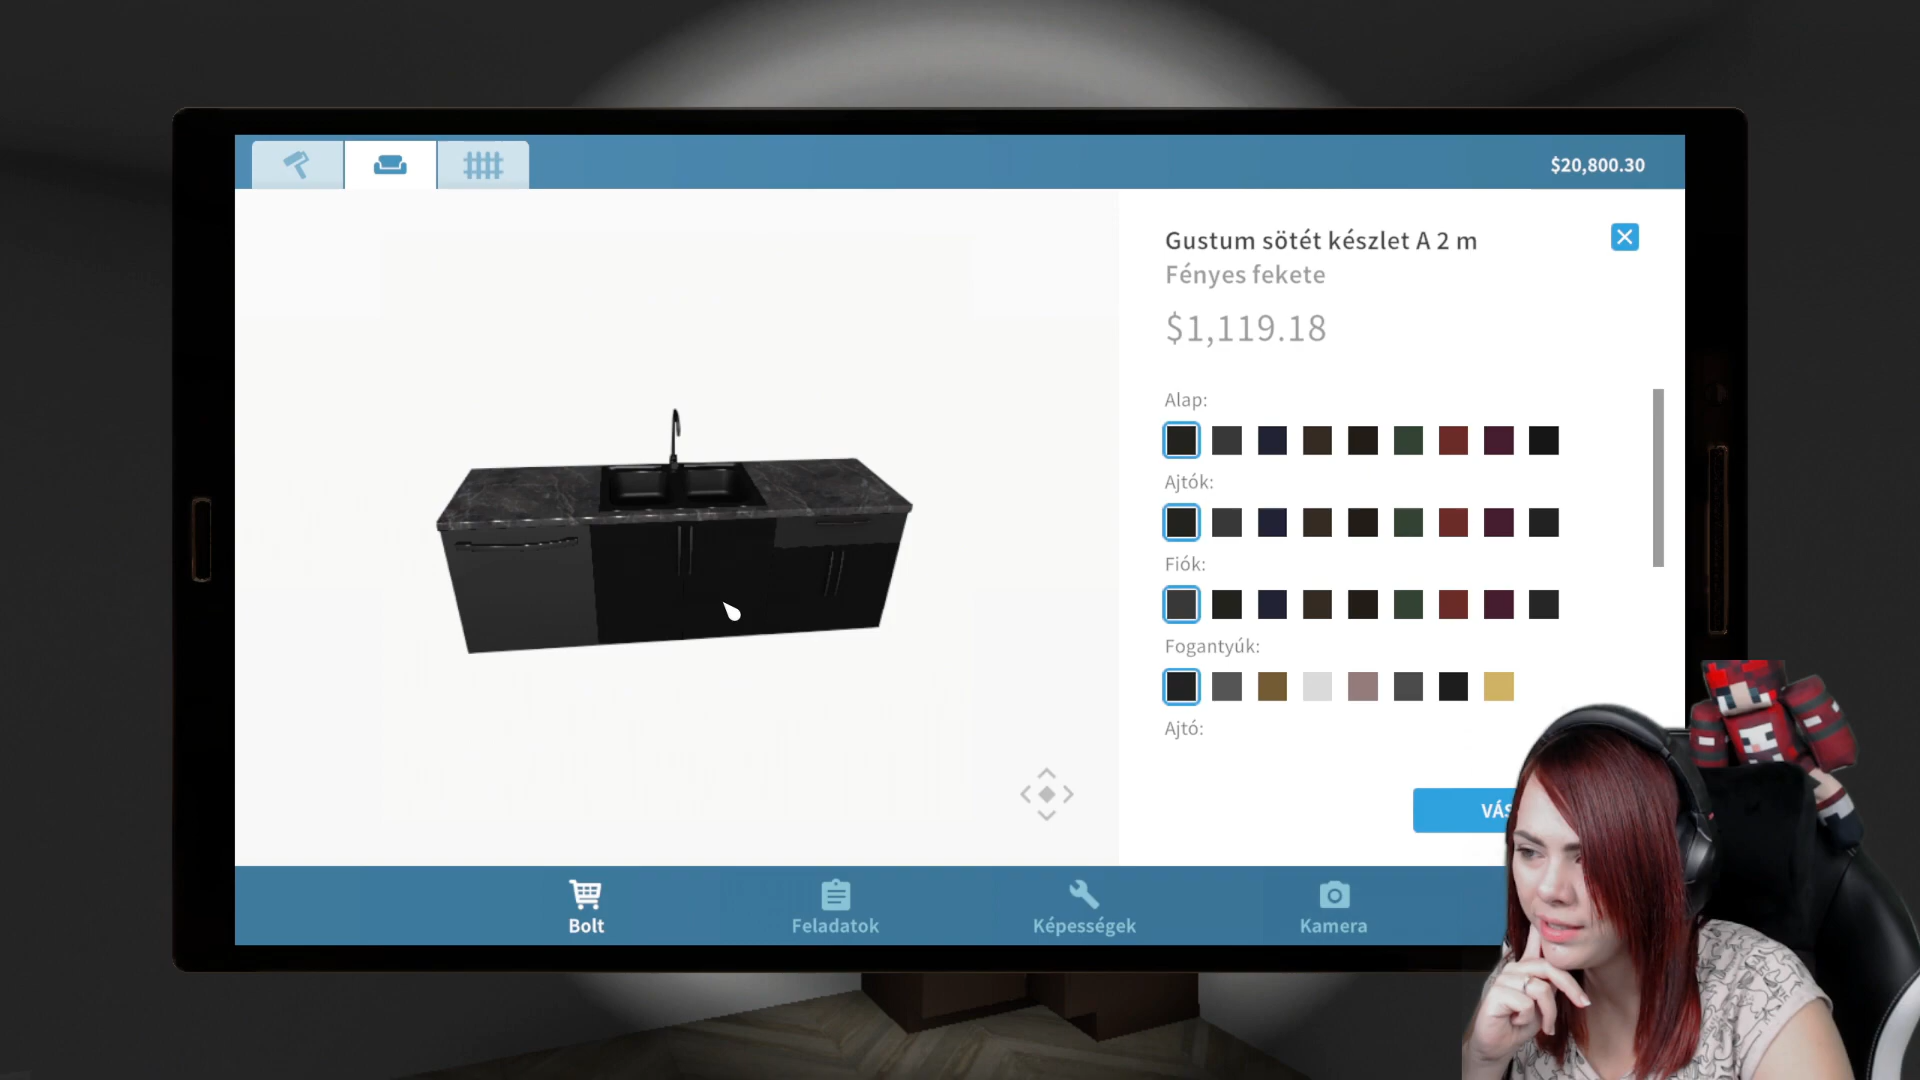 $20,800.30
Gustum sötét készlet A 2 m
Fényes fekete
$1,119.18
Alap:
Ajtók:
Fiók:
Fogantyúk:
Ajtó:
VÁS
Bolt
Feladatok
Képességek
Kamera